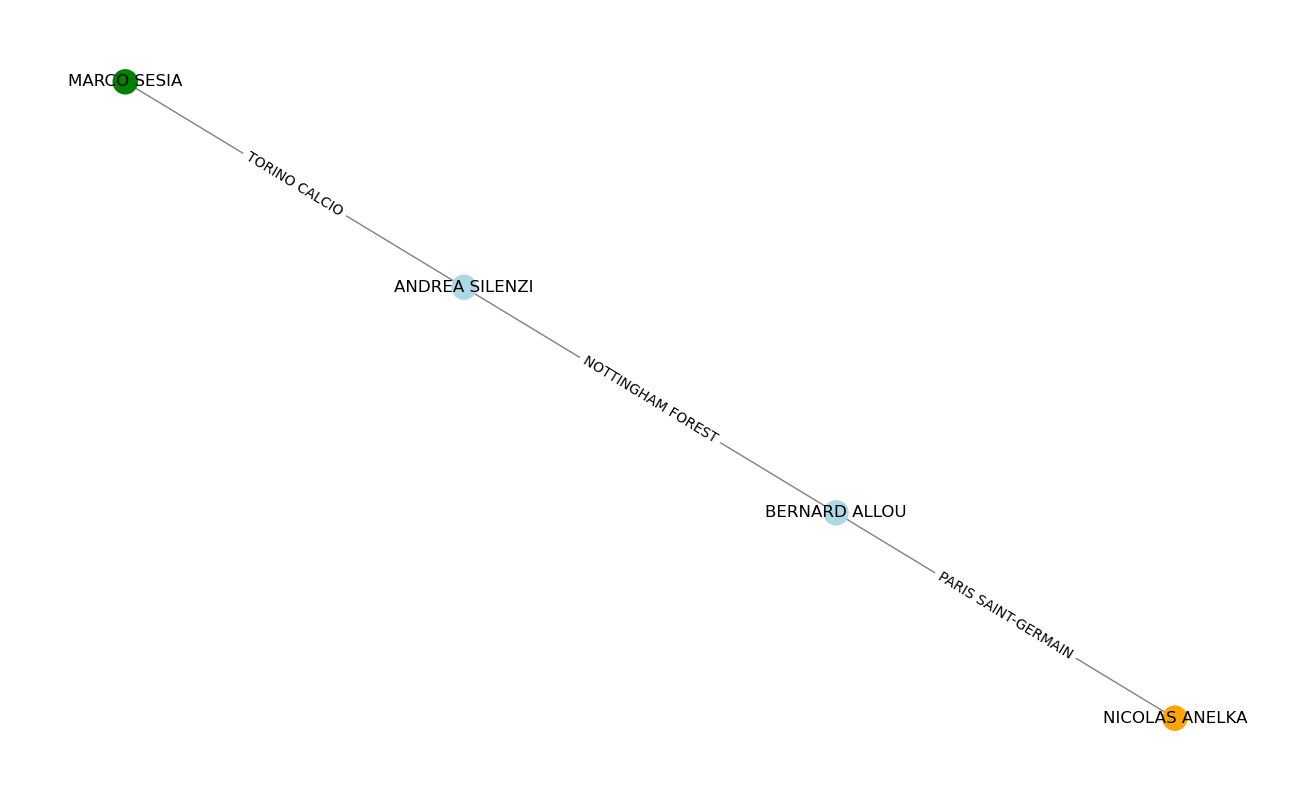 MARCO SESIA
TORINO CALCIO
ANDREA SILENZI
NOTTINGHAM FOREST
BERNARD ALLOU
PARIS SAINT-GERMAIN
NICOLAS ANELKA